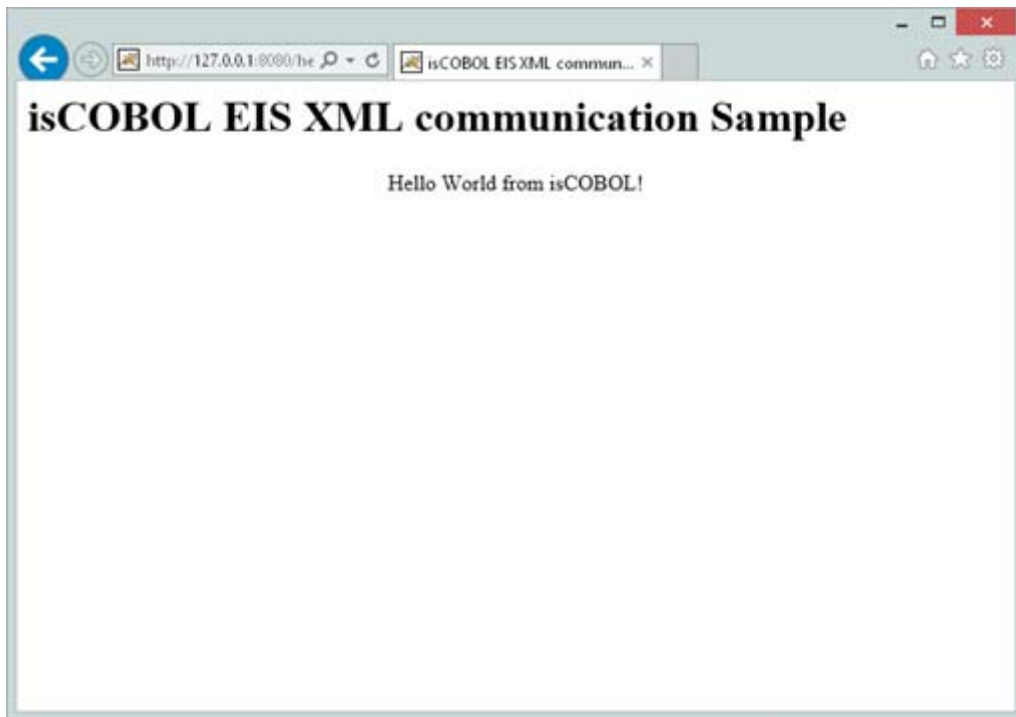 http://127.0.0.1:8080/he
isCOBOL EIS XML commun...
isCOBOL EIS XML communication Sample
Hello World from isCOBOL!